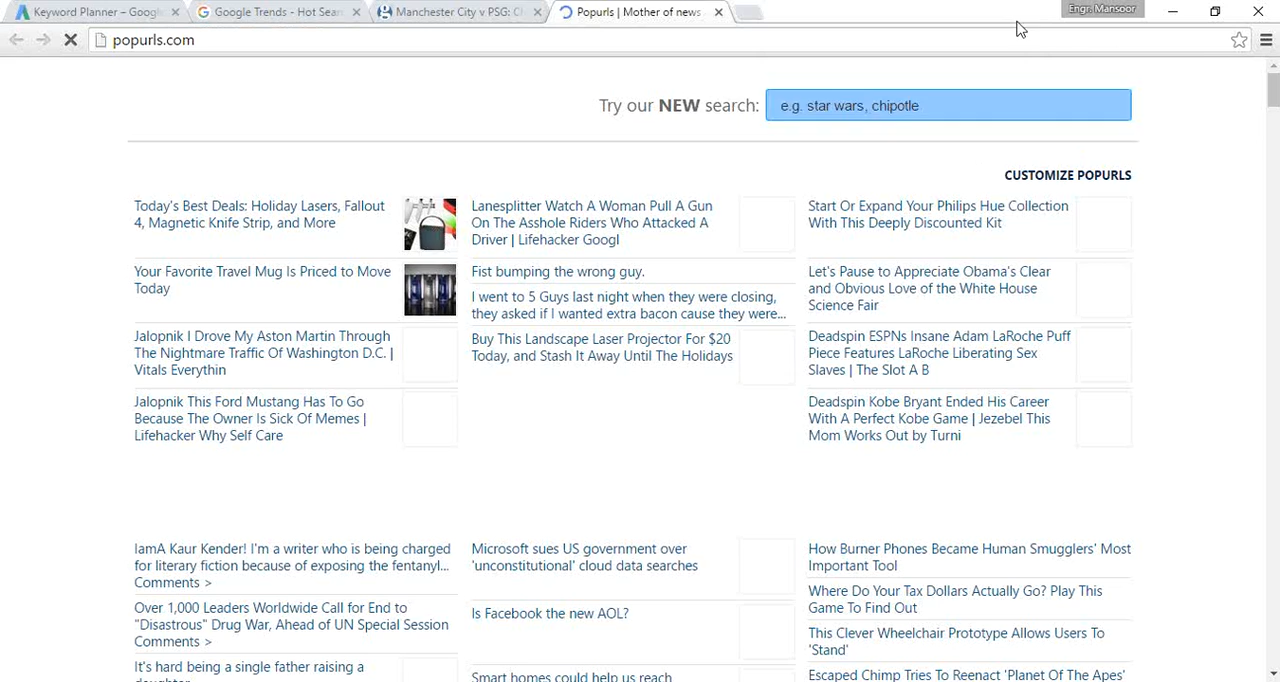 Keyword Planner – Googl
Google Trends - Hot Sear
Manchester City v PSG: Cl
Popurls | Mother of news
Engr. Mansoor
popurls.com
Try our NEW search:
e.g. star wars, chipotle
CUSTOMIZE POPURLS
Today's Best Deals: Holiday Lasers, Fallout
4, Magnetic Knife Strip, and More
Your Favorite Travel Mug Is Priced to Move
Today
Jalopnik I Drove My Aston Martin Through
The Nightmare Traffic Of Washington D.C. |
Vitals Everythin
Jalopnik This Ford Mustang Has To Go
Because The Owner Is Sick Of Memes |
Lifehacker Why Self Care
Lanesplitter Watch A Woman Pull A Gun
On The Asshole Riders Who Attacked A
Driver | Lifehacker Googl
Fist bumping the wrong guy.
I went to 5 Guys last night when they were closing,
they asked if I wanted extra bacon cause they were...
Buy This Landscape Laser Projector For $20
Today, and Stash It Away Until The Holidays
Start Or Expand Your Philips Hue Collection
With This Deeply Discounted Kit
Let's Pause to Appreciate Obama's Clear
and Obvious Love of the White House
Science Fair
Deadspin ESPNs Insane Adam LaRoche Puff
Piece Features LaRoche Liberating Sex
Slaves | The Slot A B
Deadspin Kobe Bryant Ended His Career
With A Perfect Kobe Game | Jezebel This
Mom Works Out by Turni
IamA Kaur Kender! I'm a writer who is being charged
for literary fiction because of exposing the fentanyl...
Comments >
Over 1,000 Leaders Worldwide Call for End to
"Disastrous" Drug War, Ahead of UN Special Session
Comments >
It's hard being a single father raising a
Microsoft sues US government over
'unconstitutional' cloud data searches
Is Facebook the new AOL?
Smart homes could help us reach
How Burner Phones Became Human Smugglers' Most
Important Tool
Where Do Your Tax Dollars Actually Go? Play This
Game To Find Out
This Clever Wheelchair Prototype Allows Users To
'Stand'
Escaped Chimp Tries To Reenact 'Planet Of The Apes'